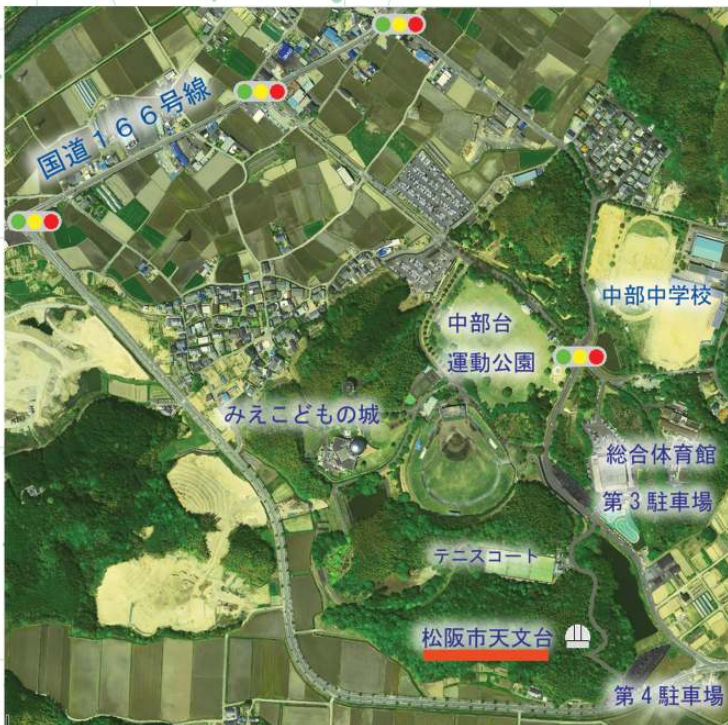 国道１６６号線
中部中学校
中部台
運動公園
みえこどもの城
総合体育館
第３駐車場
テニスコート
松阪市天文台
第４駐車場